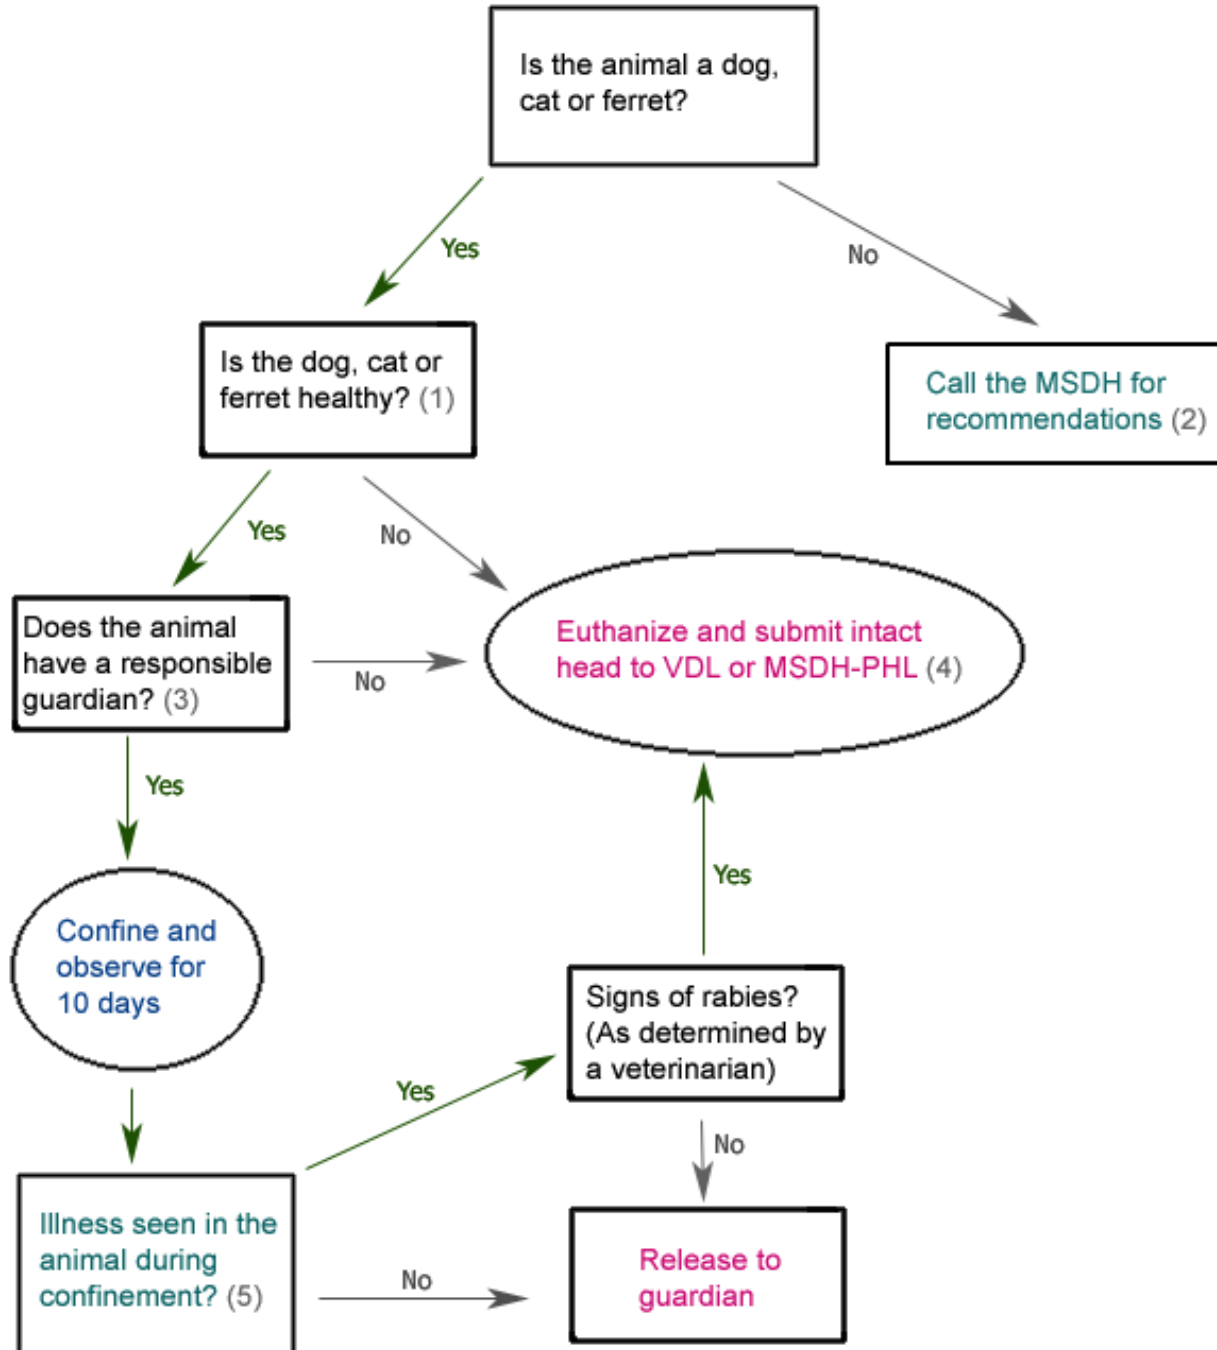 Is the animal a dog,
cat or ferret?
Yes
No
Is the dog, cat or
ferret healthy? (1)
Call the MSDH for
recommendations (2)
Yes
No
Does the animal
have a responsible
guardian? (3)
No
Euthanize and submit intact
head to VDL or MSDH-PHL (4)
Yes
Yes
Confine and
observe for
10 days
Signs of rabies?
(As determined by
a veterinarian)
Yes
No
Illness seen in the
animal during
confinement? (5)
No
Release to
guardian